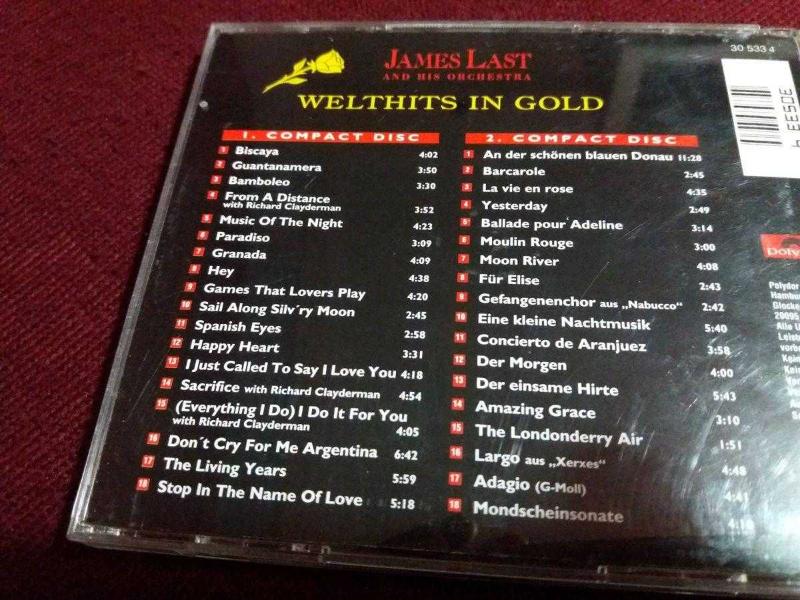 30 533 4
JAMES LAST
AND HIS ORCHESTRA
WELTHITS IN GOLD
1. COMPACT DISC
1 Biscaya 4:02
2 Guantanamera 3:50
3 Bamboleo 3:30
4 From A Distance
with Richard Clayderman 3:52
5 Music Of The Night 4:23
6 Paradiso 3:09
7 Granada 4:09
8 Hey 4:38
9 Games That Lovers Play 4:20
10 Sail Along Silv´ry Moon 2:45
11 Spanish Eyes 2:58
12 Happy Heart 3:31
13 I Just Called To Say I Love You 4:18
14 Sacrifice with Richard Clayderman 4:54
15 (Everything I Do) I Do It For You
with Richard Clayderman 4:05
16 Don´t Cry For Me Argentina 6:42
17 The Living Years 5:59
18 Stop In The Name Of Love 5:18
2. COMPACT DISC
1 An der schönen blauen Donau 11:28
2 Barcarole 2:45
3 La vie en rose 4:35
4 Yesterday 2:49
5 Ballade pour Adeline 3:14
6 Moulin Rouge 3:00
7 Moon River 4:08
8 Für Elise 2:43
9 Gefangenenchor aus „Nabucco“ 2:42
10 Eine kleine Nachtmusik 5:40
11 Concierto de Aranjuez 3:58
12 Der Morgen 4:00
13 Der einsame Hirte 5:43
14 Amazing Grace 3:10
15 The Londonderry Air 1:51
16 Largo aus „Xerxes“ 4:48
17 Adagio (G-Moll) 4:41
18 Mondscheinsonate
30533 4
Polydor
Hambur
Glocke
20095
Alle U
Leist